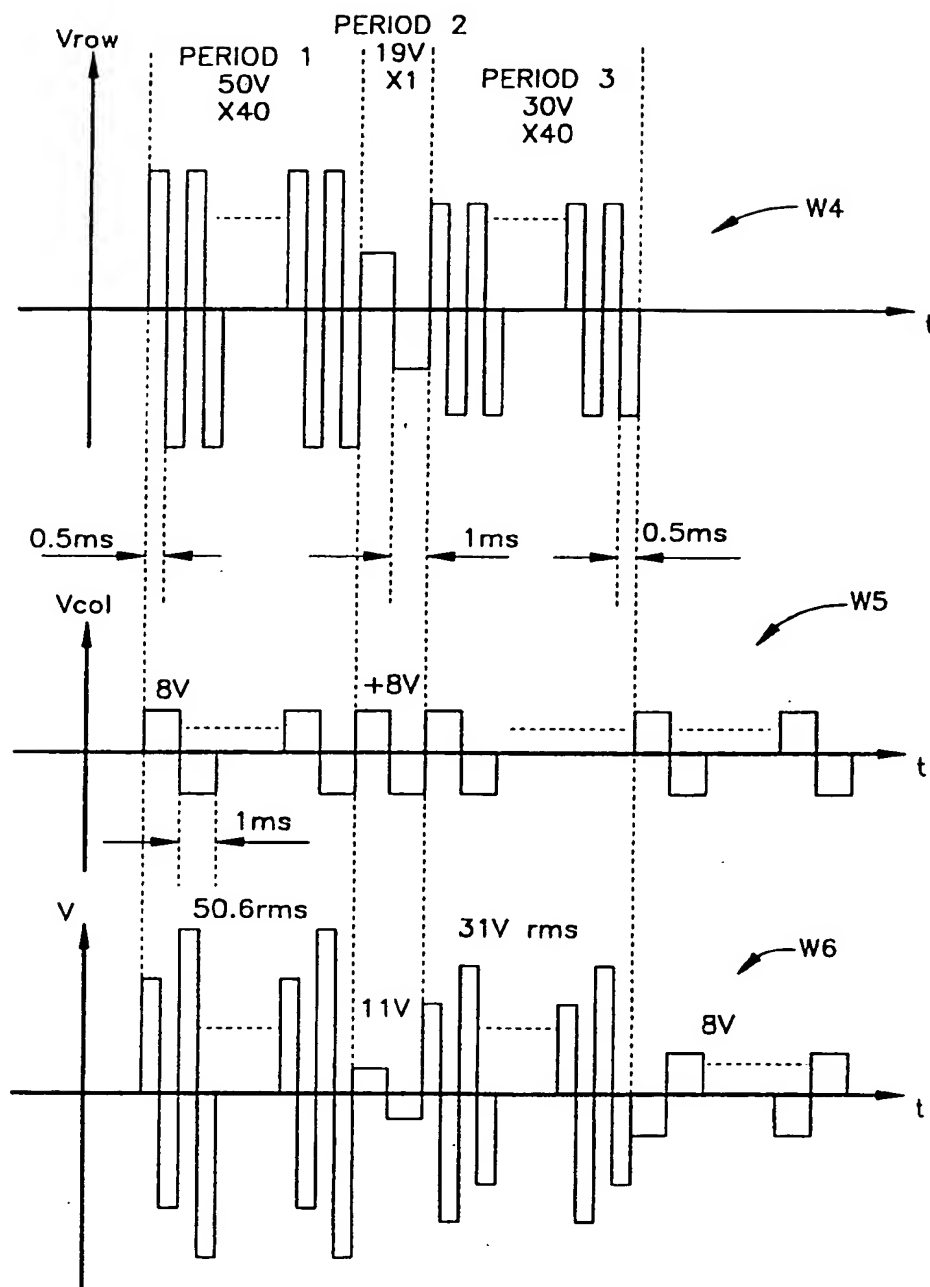 Vrow
PERIOD 1
50V
X40
PERIOD 2
19V
X1
PERIOD 3
30V
X40
W4
t
0.5ms
1ms
0.5ms
Vcol
W5
8V
+8V
t
1ms
V
50.6rms
31V rms
W6
11V
8V
t